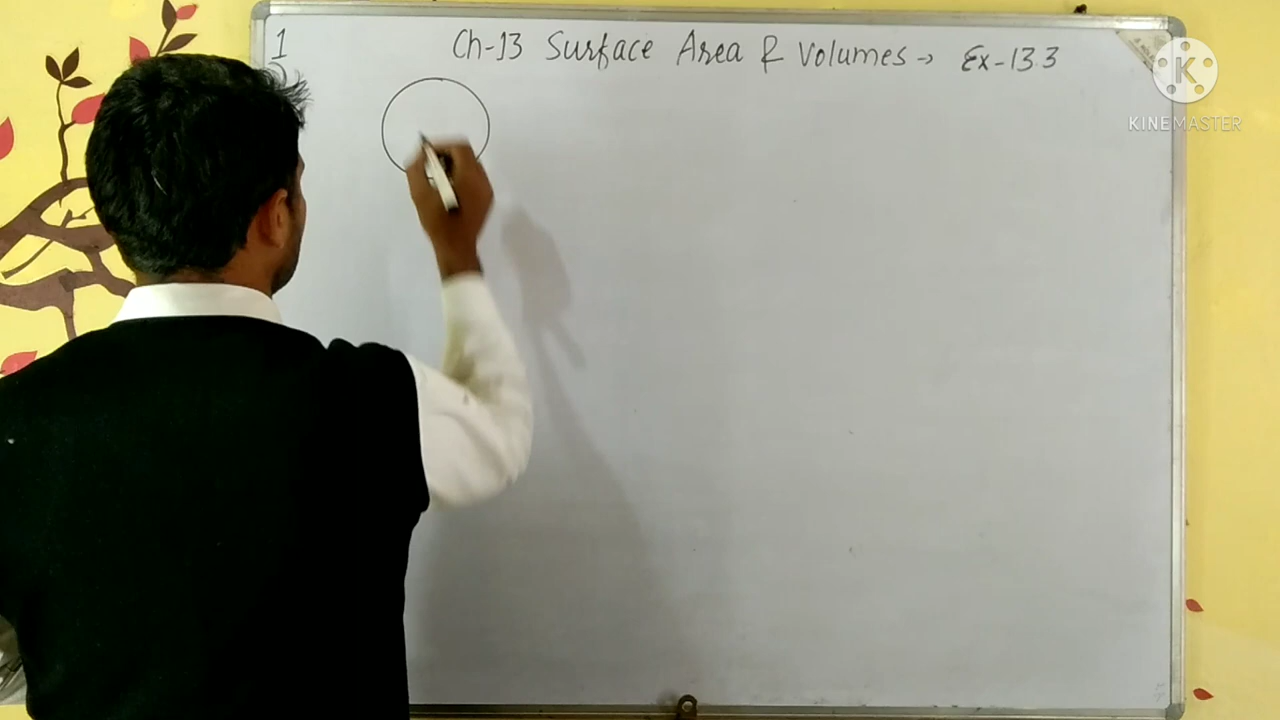 1 Ch-13 Surface Area & Volumes → Ex-13.3
K
KINEMASTER